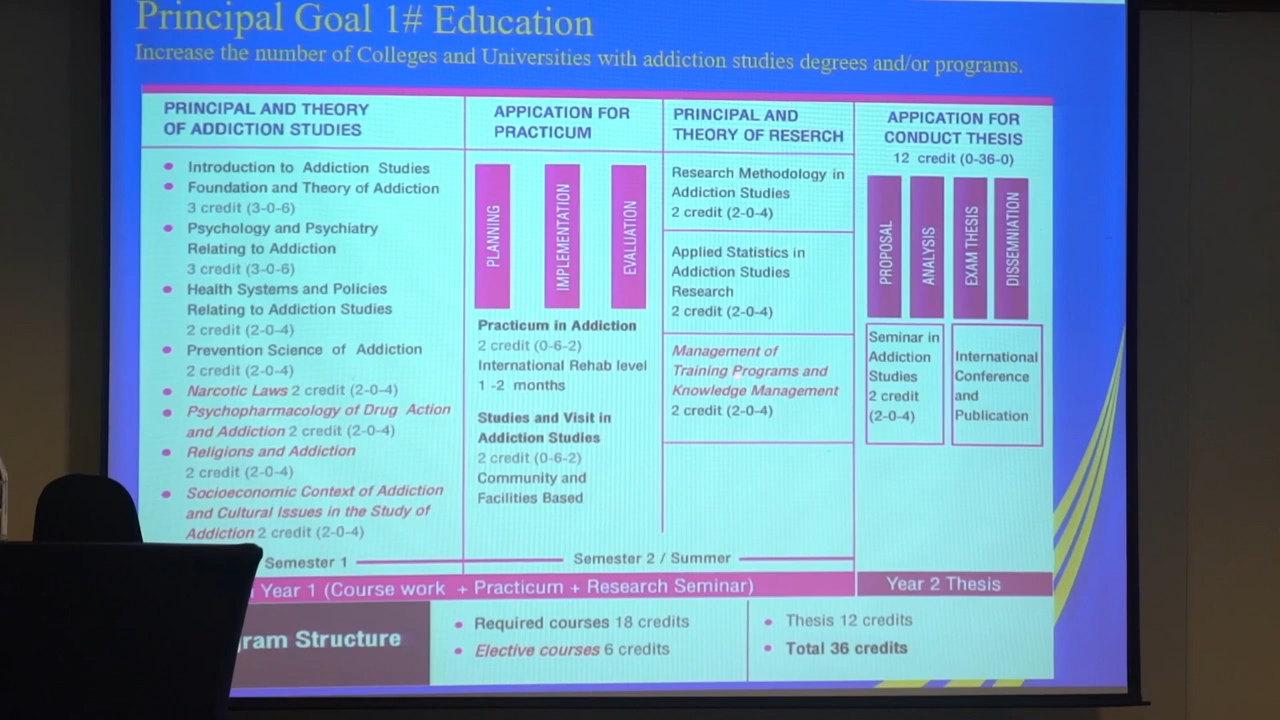 Principal Goal 1# Education
Increase the number of Colleges and Universities with addiction studies degrees and/or programs.
PRINCIPAL AND THEORY
OF ADDICTION STUDIES
• Introduction to Addiction Studies
• Foundation and Theory of Addiction
3 credit (3-0-6)
• Psychology and Psychiatry
Relating to Addiction
3 credit (3-0-6)
• Health Systems and Policies
Relating to Addiction Studies
2 credit (2-0-4)
• Prevention Science of Addiction
2 credit (2-0-4)
• Narcotic Laws 2 credit (2-0-4)
• Psychopharmacology of Drug Action
and Addiction 2 credit (2-0-4)
• Religions and Addiction
2 credit (2-0-4)
• Socioeconomic Context of Addiction
and Cultural Issues in the Study of
Addiction 2 credit (2-0-4)
APPICATION FOR
PRACTICUM
PLANNING
IMPLEMENTATION
EVALUATION
Practicum in Addiction
2 credit (0-6-2)
International Rehab level
1 -2 months
Studies and Visit in
Addiction Studies
2 credit (0-6-2)
Community and
Facilities Based
PRINCIPAL AND
THEORY OF RESERCH
Research Methodology in
Addiction Studies
2 credit (2-0-4)
Applied Statistics in
Addiction Studies
Research
2 credit (2-0-4)
Management of
Training Programs and
Knowledge Management
2 credit (2-0-4)
APPICATION FOR
CONDUCT THESIS
12 credit (0-36-0)
PROPOSAL
ANALYSIS
EXAM THESIS
DISSEMNIATION
Seminar in
Addiction
Studies
2 credit
(2-0-4)
International
Conference
and
Publication
Semester 1
Semester 2 / Summer
Year 1 (Course work + Practicum + Research Seminar)
Year 2 Thesis
gram Structure
• Required courses 18 credits
• Elective courses 6 credits
• Thesis 12 credits
• Total 36 credits